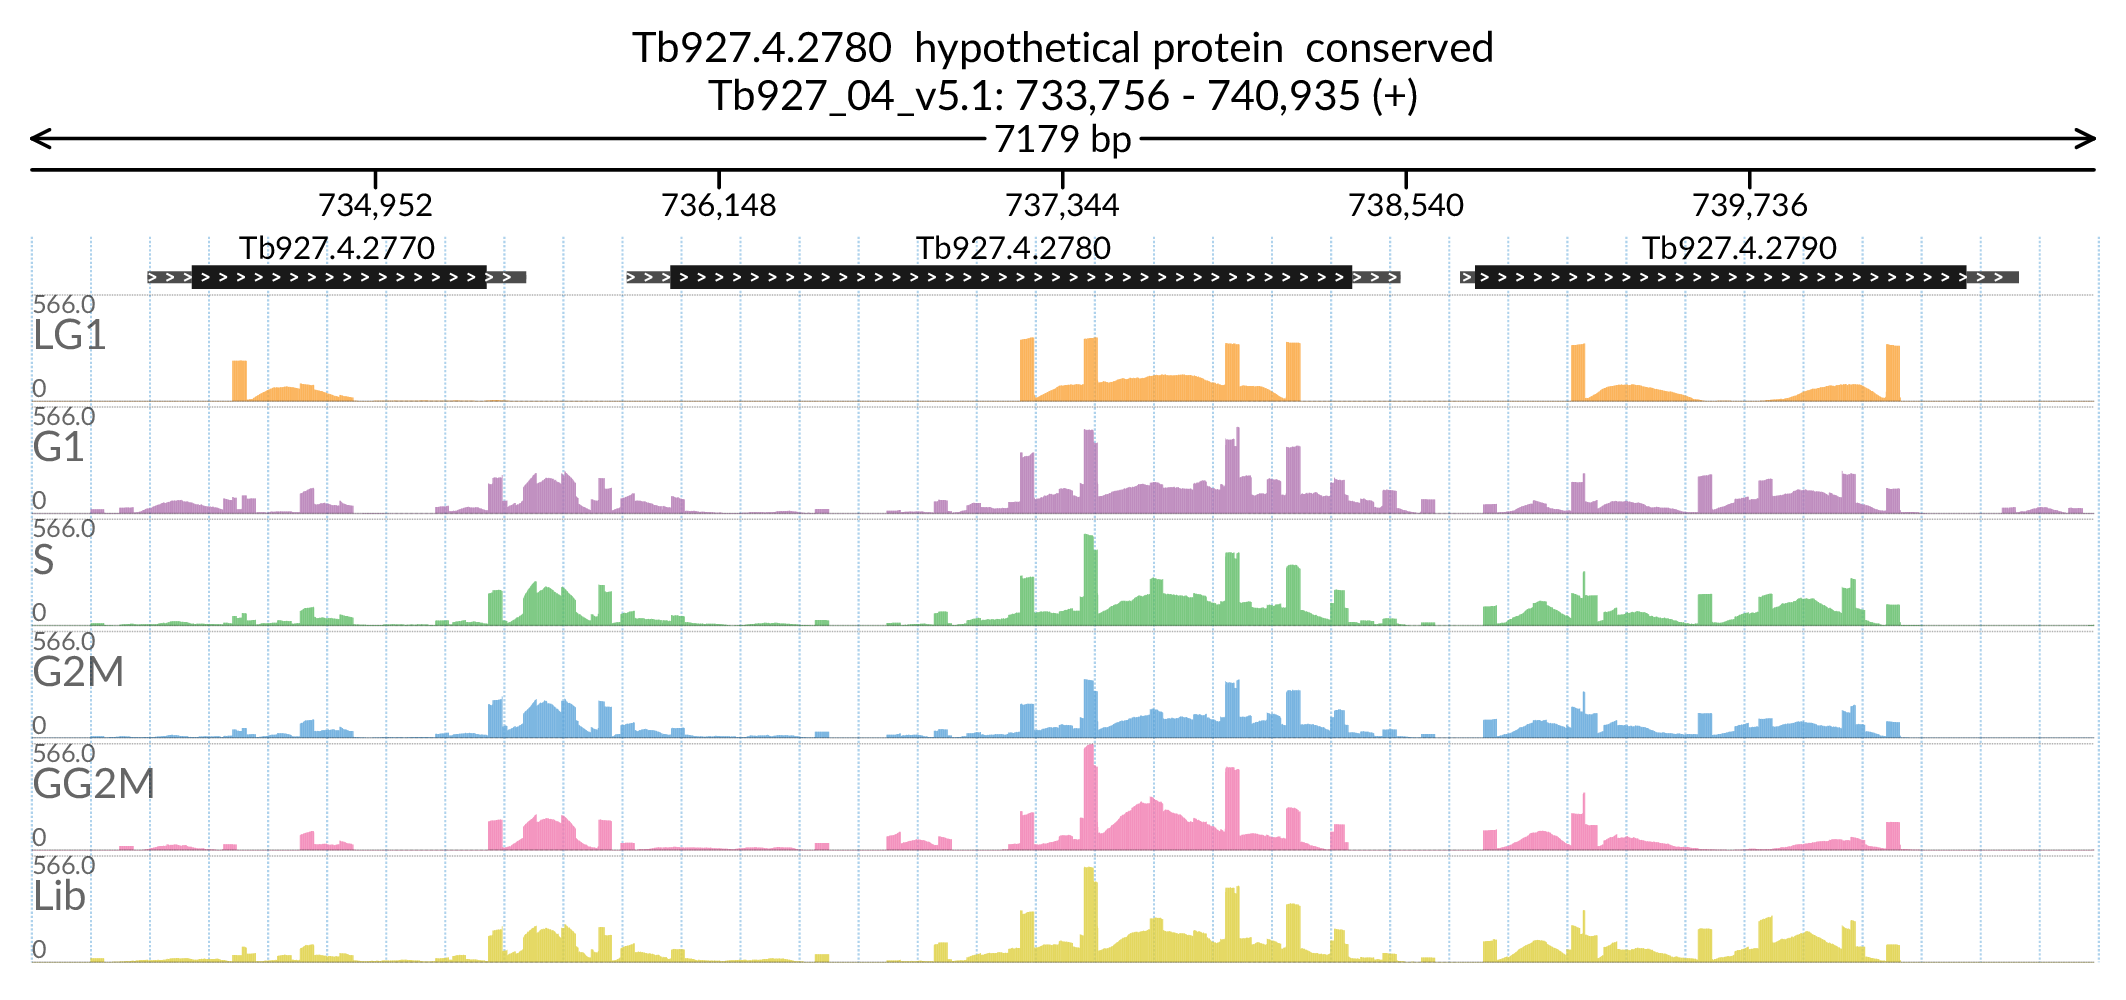 Tb927.4.2780 hypothetical protein conserved
Tb927_04_v5.1: 733,756 - 740,935 (+)
7179 bp
734,952 736,148 737,344 738,540 739,736
Tb927.4.2770 Tb927.4.2780 Tb927.4.2790
566.0
LG1
0
566.0
G1
0
566.0
S
0
566.0
G2M
0
566.0
GG2M
0
566.0
Lib
0